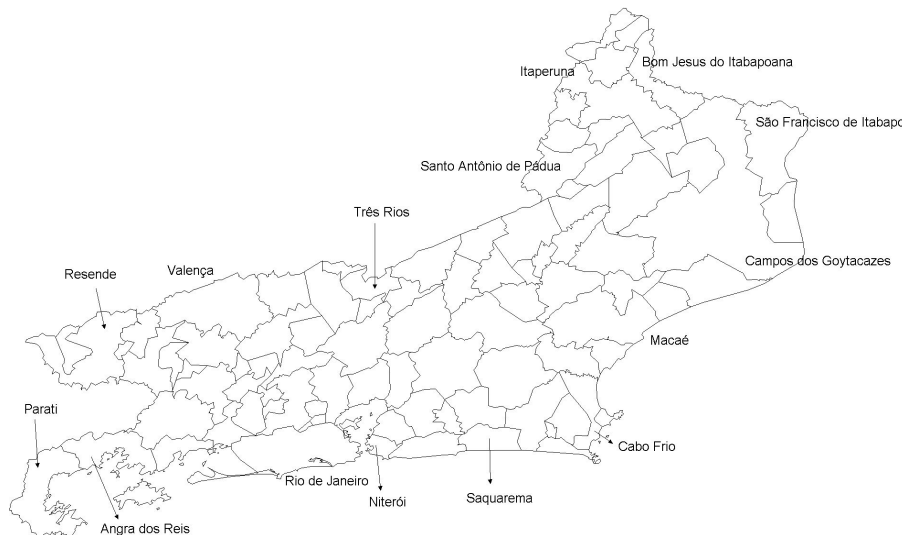 Bom Jesus do Itabapoana
Itaperuna
São Francisco de Itabapo
Santo Antônio de Pádua
Três Rios
Resende
Valença
Campos dos Goytacazes
Macaé
Parati
Cabo Frio
Rio de Janeiro
Niterói
Saquarema
Angra dos Reis